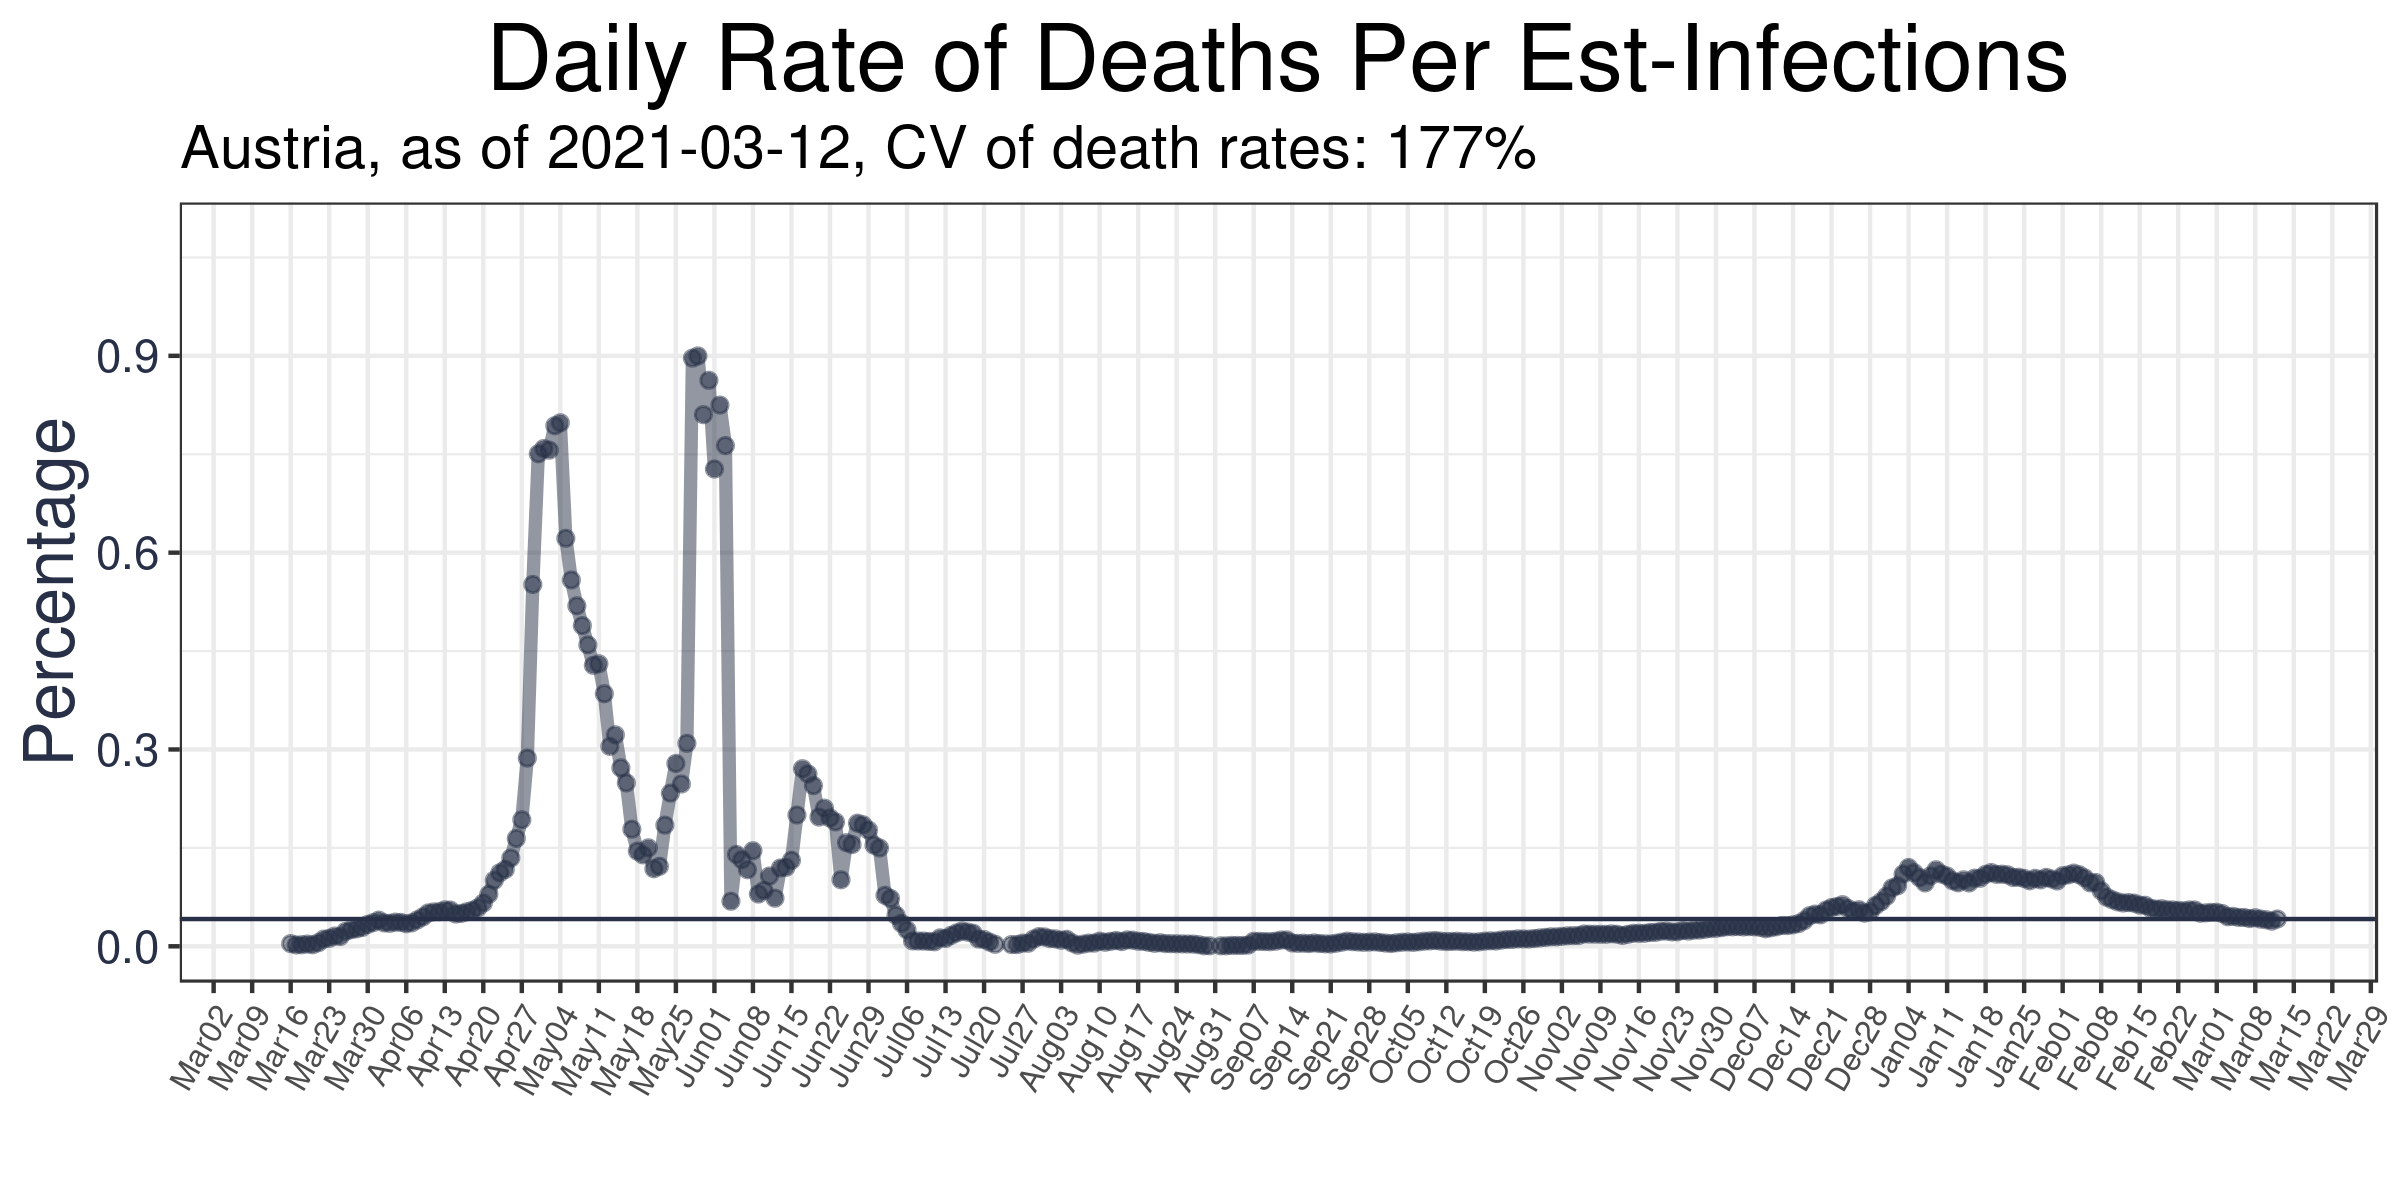 Daily Rate of Deaths Per Est-Infections
Austria, as of 2021-03-12, CV of death rates: 177%
Percentage
0.9
0.6
0.3
0.0
Mar02
Mar09
Mar16
Mar23
Mar30
Apr06
Apr13
Apr20
Apr27
May04
May11
May18
May25
Jun01
Jun08
Jun15
Jun22
Jun29
Jul06
Jul13
Jul20
Jul27
Aug03
Aug10
Aug17
Aug24
Aug31
Sep07
Sep14
Sep21
Sep28
Oct05
Oct12
Oct19
Oct26
Nov02
Nov09
Nov16
Nov23
Nov30
Dec07
Dec14
Dec21
Dec28
Jan04
Jan11
Jan18
Jan25
Feb01
Feb08
Feb15
Feb22
Mar01
Mar08
Mar15
Mar22
Mar29